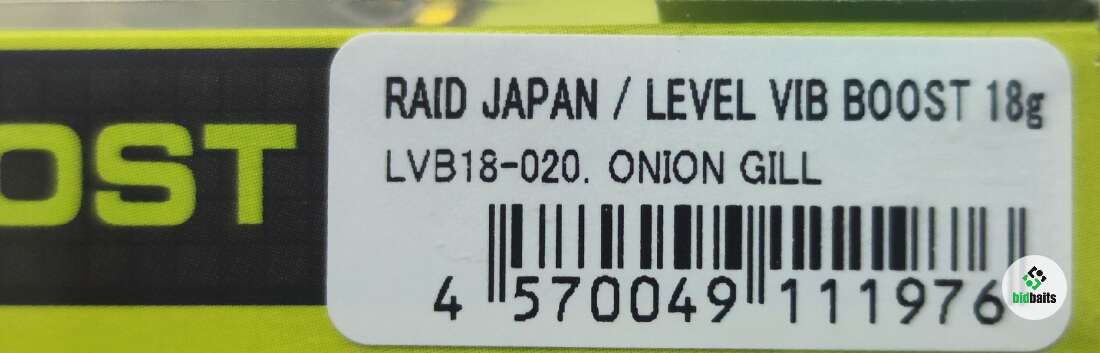 OST
RAID JAPAN / LEVEL VIB BOOST 18g
LVB18-020. ONION GILL
4 570049 111976
bidbaits